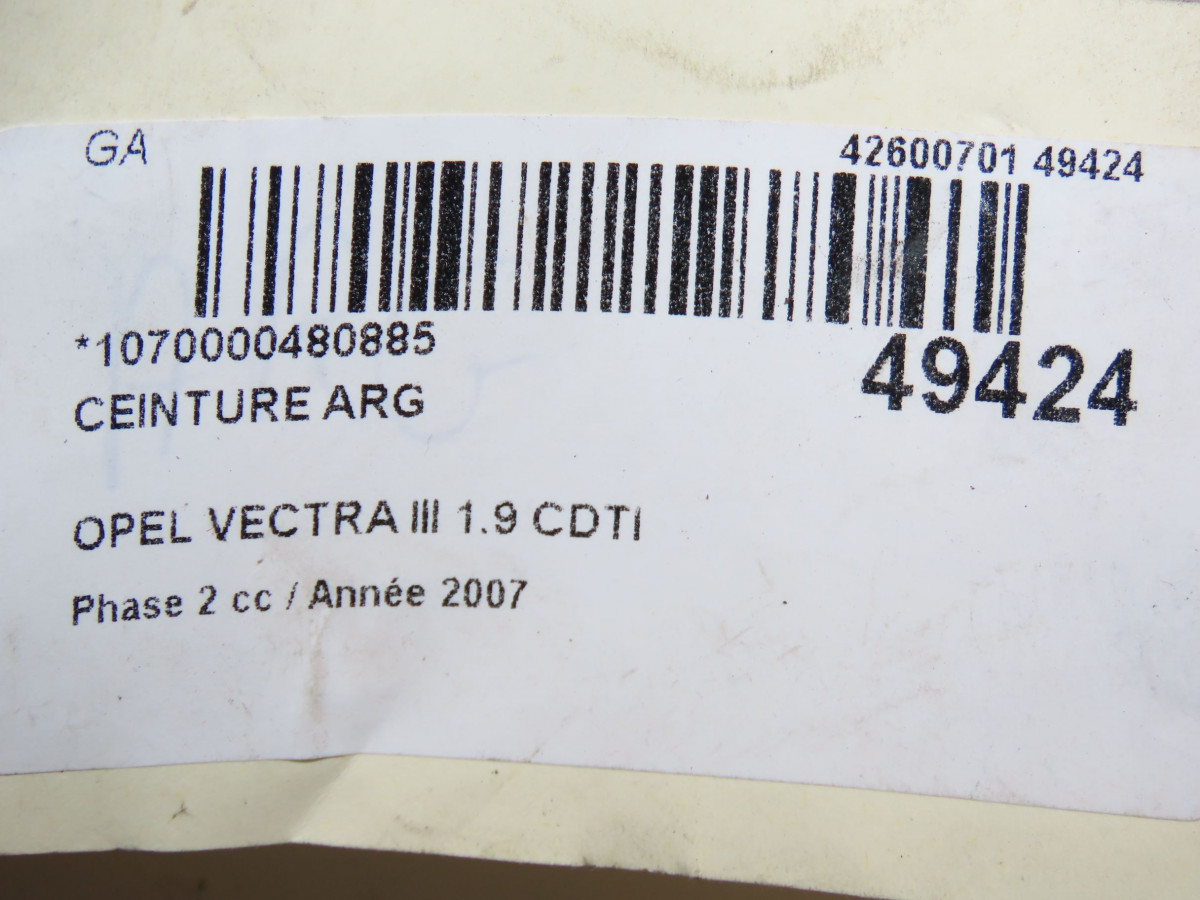 GA
42600701 49424
*1070000480885
49424
CEINTURE ARG
OPEL VECTRA III 1.9 CDTI
Phase 2 cc / Année 2007